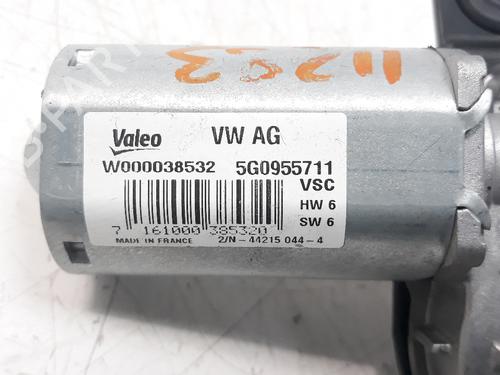 11203
Valeo VW AG
W000038532 5G0955711
VSC
HW 6
SW 6
7 161000 385320
MADE IN FRANCE 2/N - 44215 044 - 4